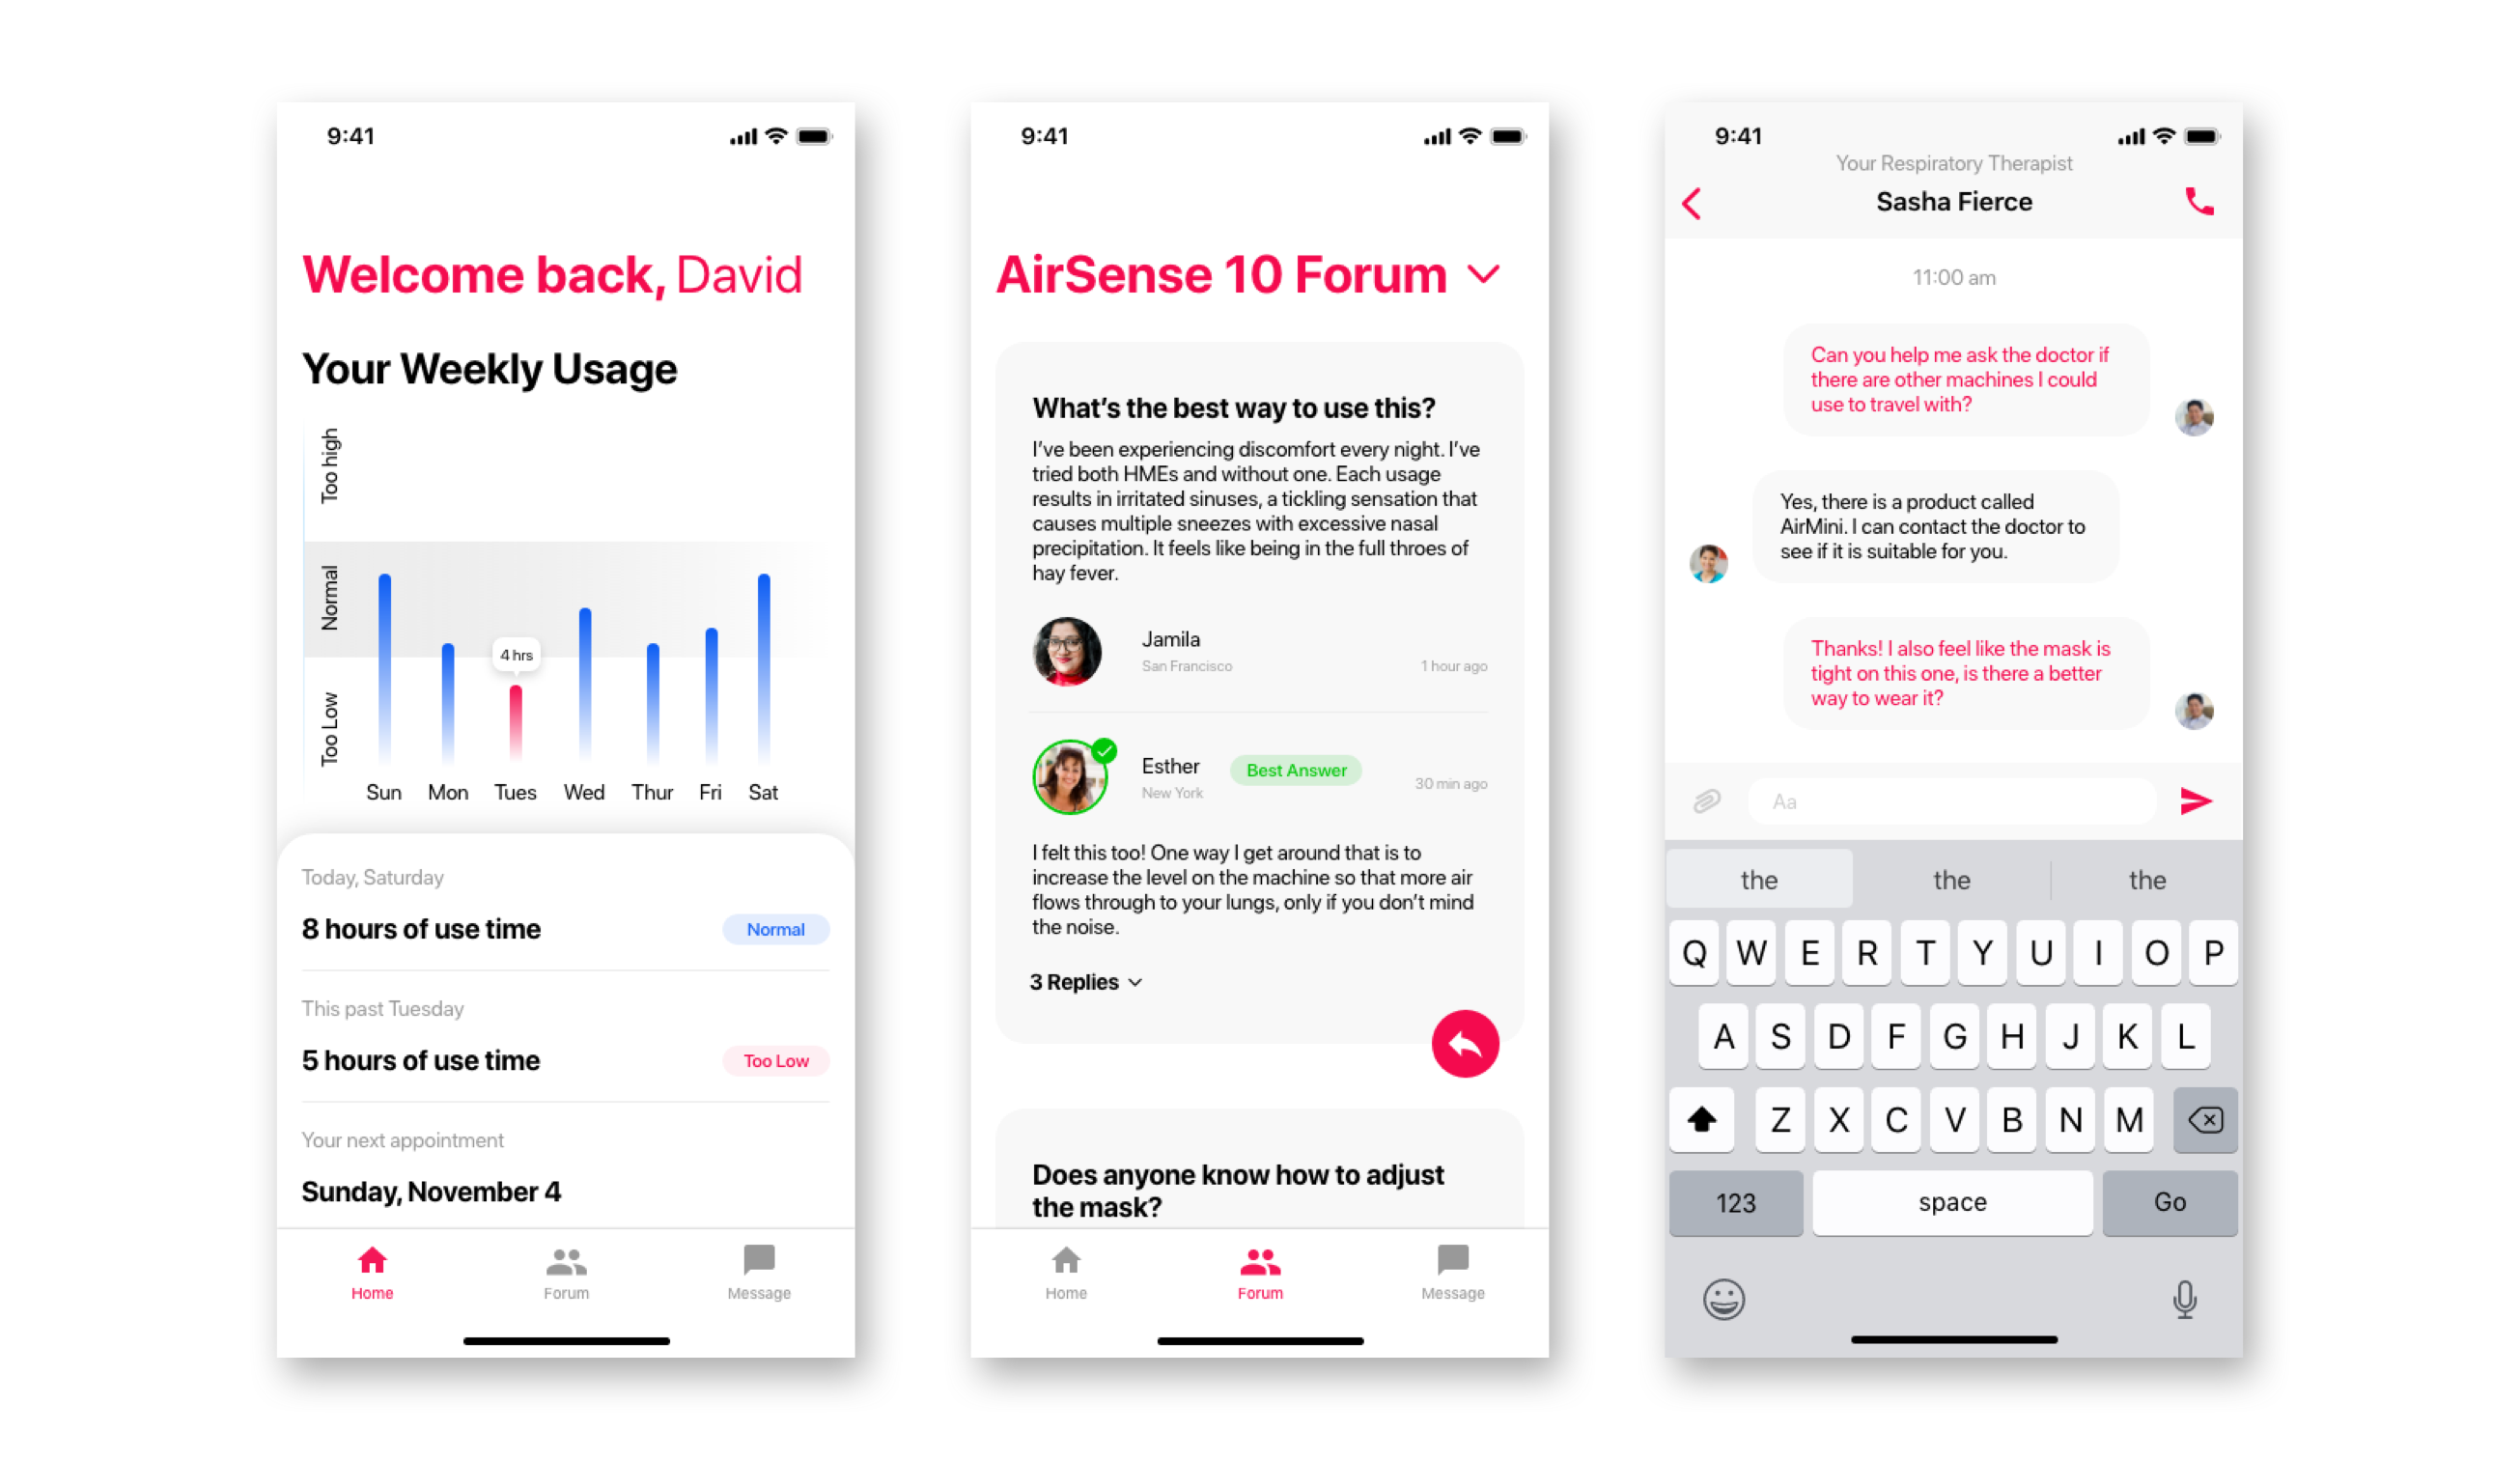 9:41
Welcome back, David
Your Weekly Usage
Too high
Normal
Too Low
4 hrs
Sun Mon Tues Wed Thur Fri Sat
Today, Saturday
8 hours of use time Normal
This past Tuesday
5 hours of use time Too Low
Your next appointment
Sunday, November 4
Home Forum Message
9:41
AirSense 10 Forum
What’s the best way to use this?
I’ve been experiencing discomfort every night. I’ve
tried both HMEs and without one. Each usage
results in irritated sinuses, a tickling sensation that
causes multiple sneezes with excessive nasal
precipitation. It feels like being in the full throes of
hay fever.
Jamila
San Francisco 1 hour ago
Esther Best Answer
New York 30 min ago
I felt this too! One way I get around that is to
increase the level on the machine so that more air
flows through to your lungs, only if you don’t mind
the noise.
3 Replies
Does anyone know how to adjust
the mask?
Home Forum Message
9:41
Your Respiratory Therapist
Sasha Fierce
11:00 am
Can you help me ask the doctor if
there are other machines I could
use to travel with?
Yes, there is a product called
AirMini. I can contact the doctor to
see if it is suitable for you.
Thanks! I also feel like the mask is
tight on this one, is there a better
way to wear it?
Aa
the the the
Q W E R T Y U I O P
A S D F G H J K L
Z X C V B N M
123 space Go